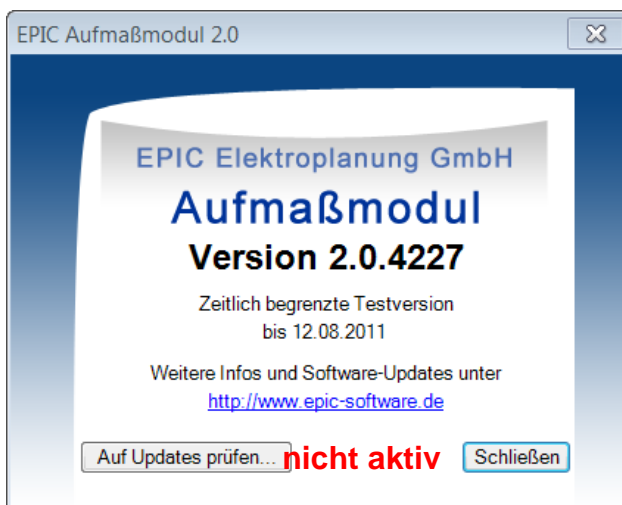 EPIC Aufmaßmodul 2.0
EPIC Elektroplanung GmbH
Aufmaßmodul
Version 2.0.4227
Zeitlich begrenzte Testversion
bis 12.08.2011
Weitere Infos und Software-Updates unter
http://www.epic-software.de
Auf Updates prüfen... nicht aktiv Schließen